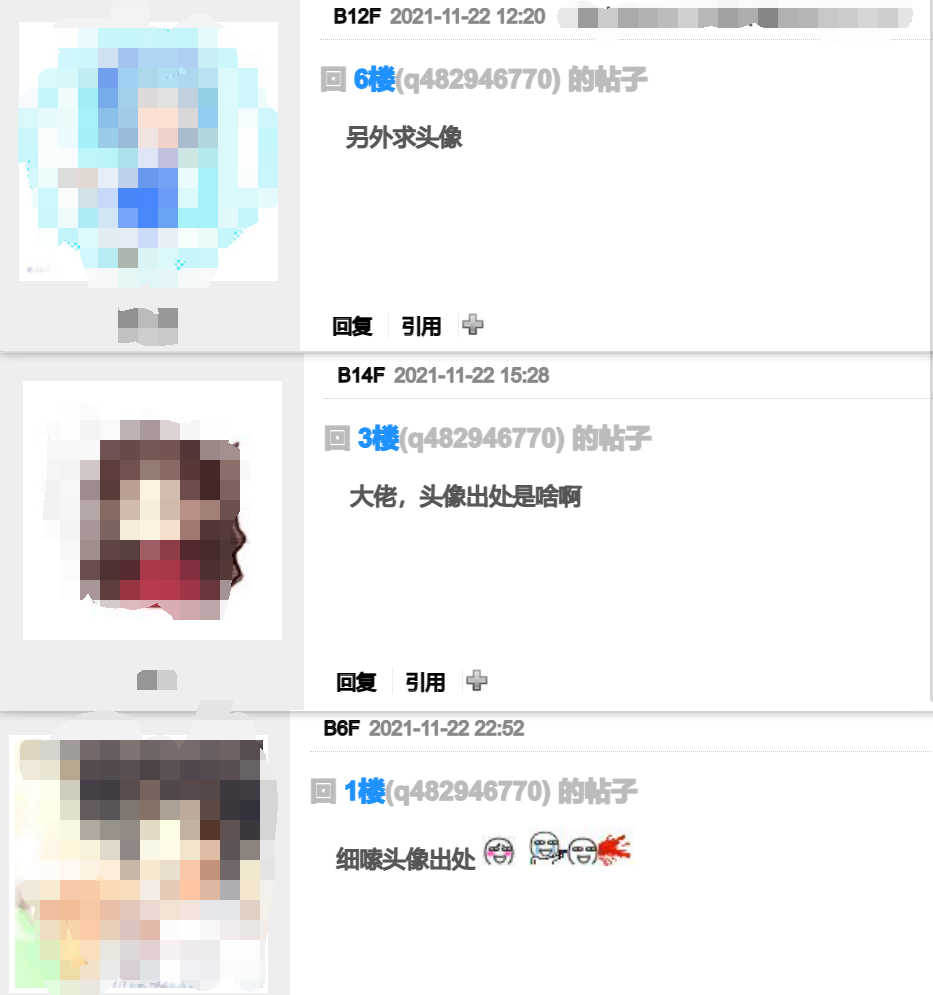 B12F 2021-11-22 12:20
回 6楼(q482946770) 的帖子
另外求头像
回复 引用
B14F 2021-11-22 15:28
回 3楼(q482946770) 的帖子
大佬，头像出处是啥啊
回复 引用
B6F 2021-11-22 22:52
回 1楼(q482946770) 的帖子
细嗦头像出处